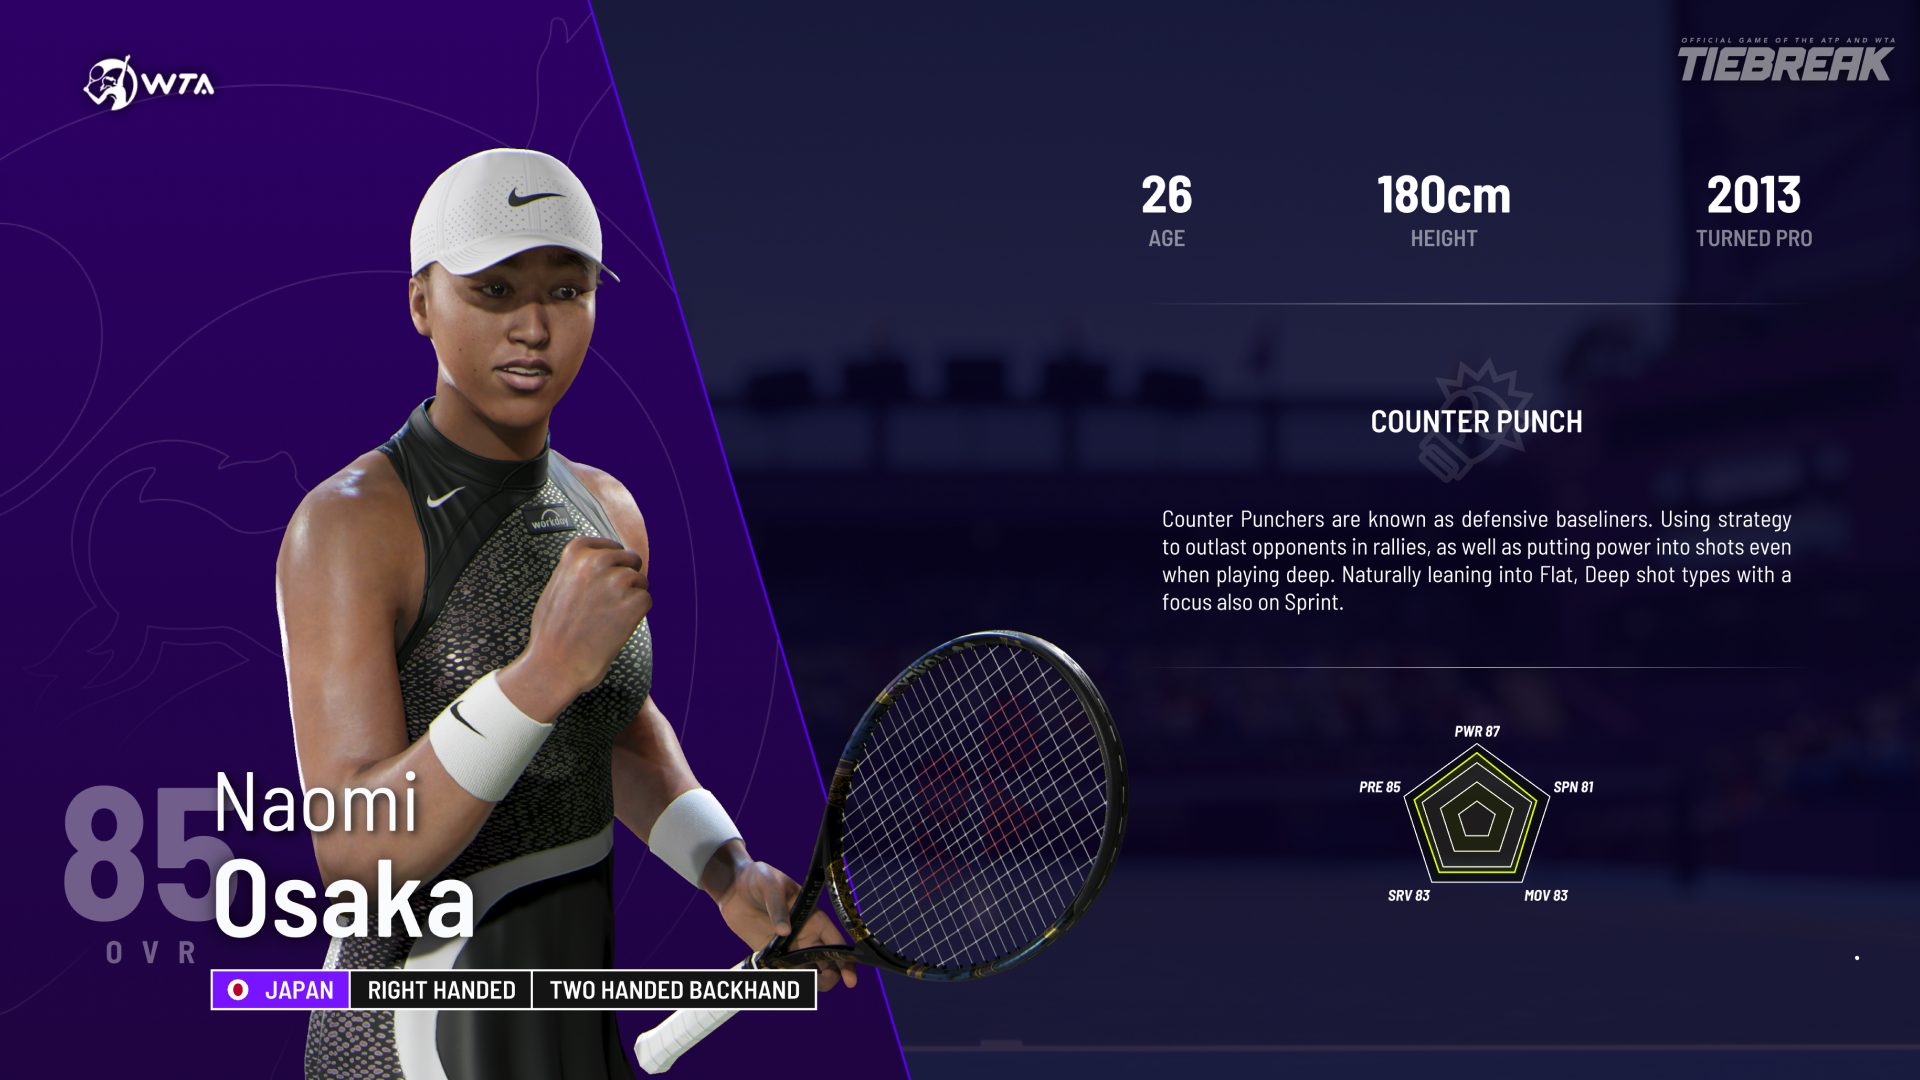 WTA
OFFICIAL GAME OF THE ATP AND WTA
TIEBREAK
26
AGE
180cm
HEIGHT
2013
TURNED PRO
COUNTER PUNCH
Counter Punchers are known as defensive baseliners. Using strategy
to outlast opponents in rallies, as well as putting power into shots even
when playing deep. Naturally leaning into Flat, Deep shot types with a
focus also on Sprint.
workday
PWR 87
PRE 85
SPN 81
SRV 83
MOV 83
85
OVR
Naomi
Osaka
JAPAN
RIGHT HANDED
TWO HANDED BACKHAND